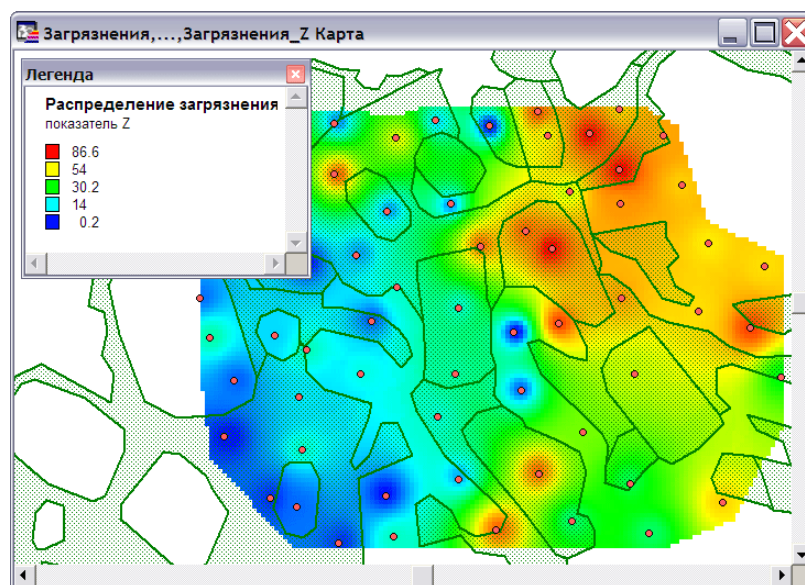 Загрязнения,...,Загрязнения_Z Карта
Легенда
Распределение загрязнения
показатель Z
86.6
54
30.2
14
0.2